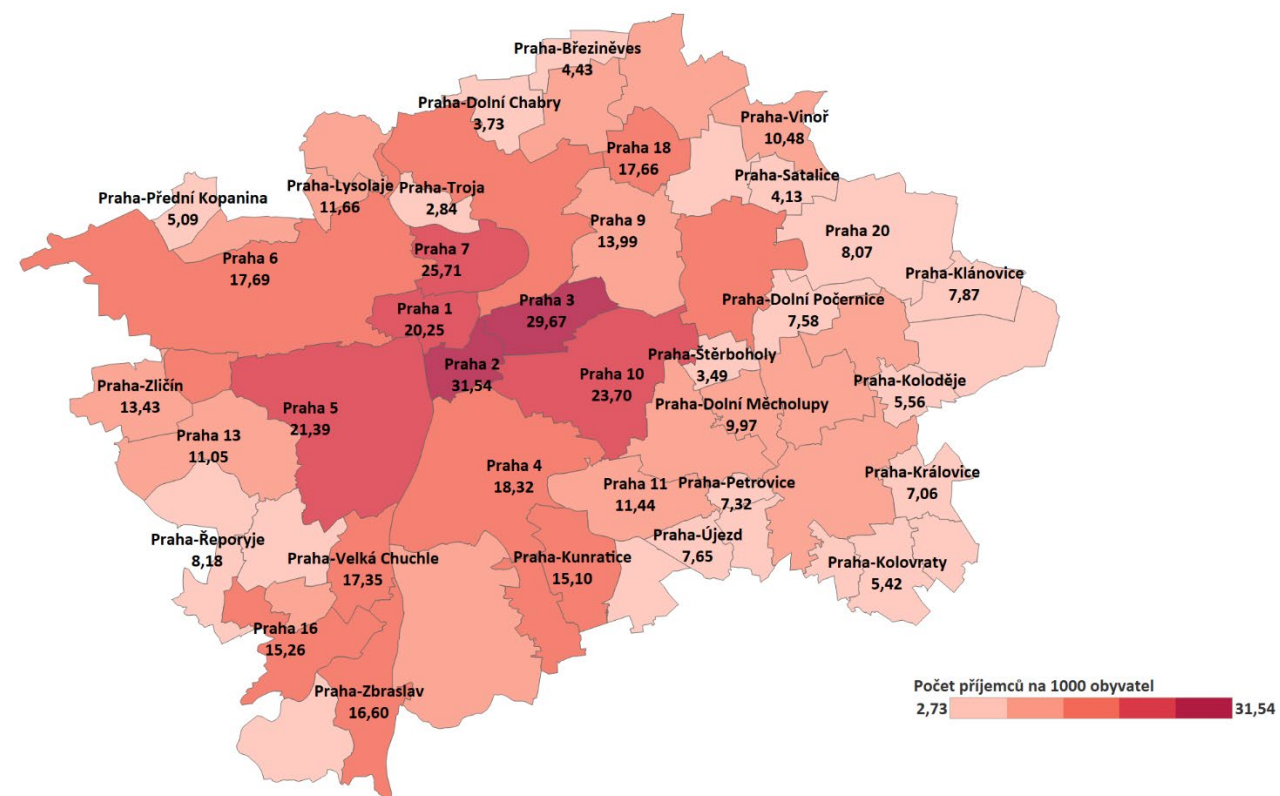 Praha-Březiněves
4,43
Praha-Dolní Chabry
3,73
Praha-Vinoř
10,48
Praha 18
17,66
Praha-Satalice
4,13
Praha-Přední Kopanina
5,09
Praha-Lysolaje
11,66
Praha-Troja
2,84
Praha 9
13,99
Praha 20
8,07
Praha 6
17,69
Praha 7
25,71
Praha-Klánovice
7,87
Praha 1
20,25
Praha 3
29,67
Praha-Dolní Počernice
7,58
Praha-Štěrboholy
3,49
Praha 2
31,54
Praha 10
23,70
Praha-Koloděje
5,56
Praha-Zličín
13,43
Praha 5
21,39
Praha-Dolní Měcholupy
9,97
Praha 13
11,05
Praha 4
18,32
Praha 11
11,44
Praha-Petrovice
7,32
Praha-Královice
7,06
Praha-Řeporyje
8,18
Praha-Velká Chuchle
17,35
Praha-Kunratice
15,10
Praha-Újezd
7,65
Praha-Kolovraty
5,42
Praha 16
15,26
Praha-Zbraslav
16,60
Počet příjemců na 1000 obyvatel
2,73 31,54